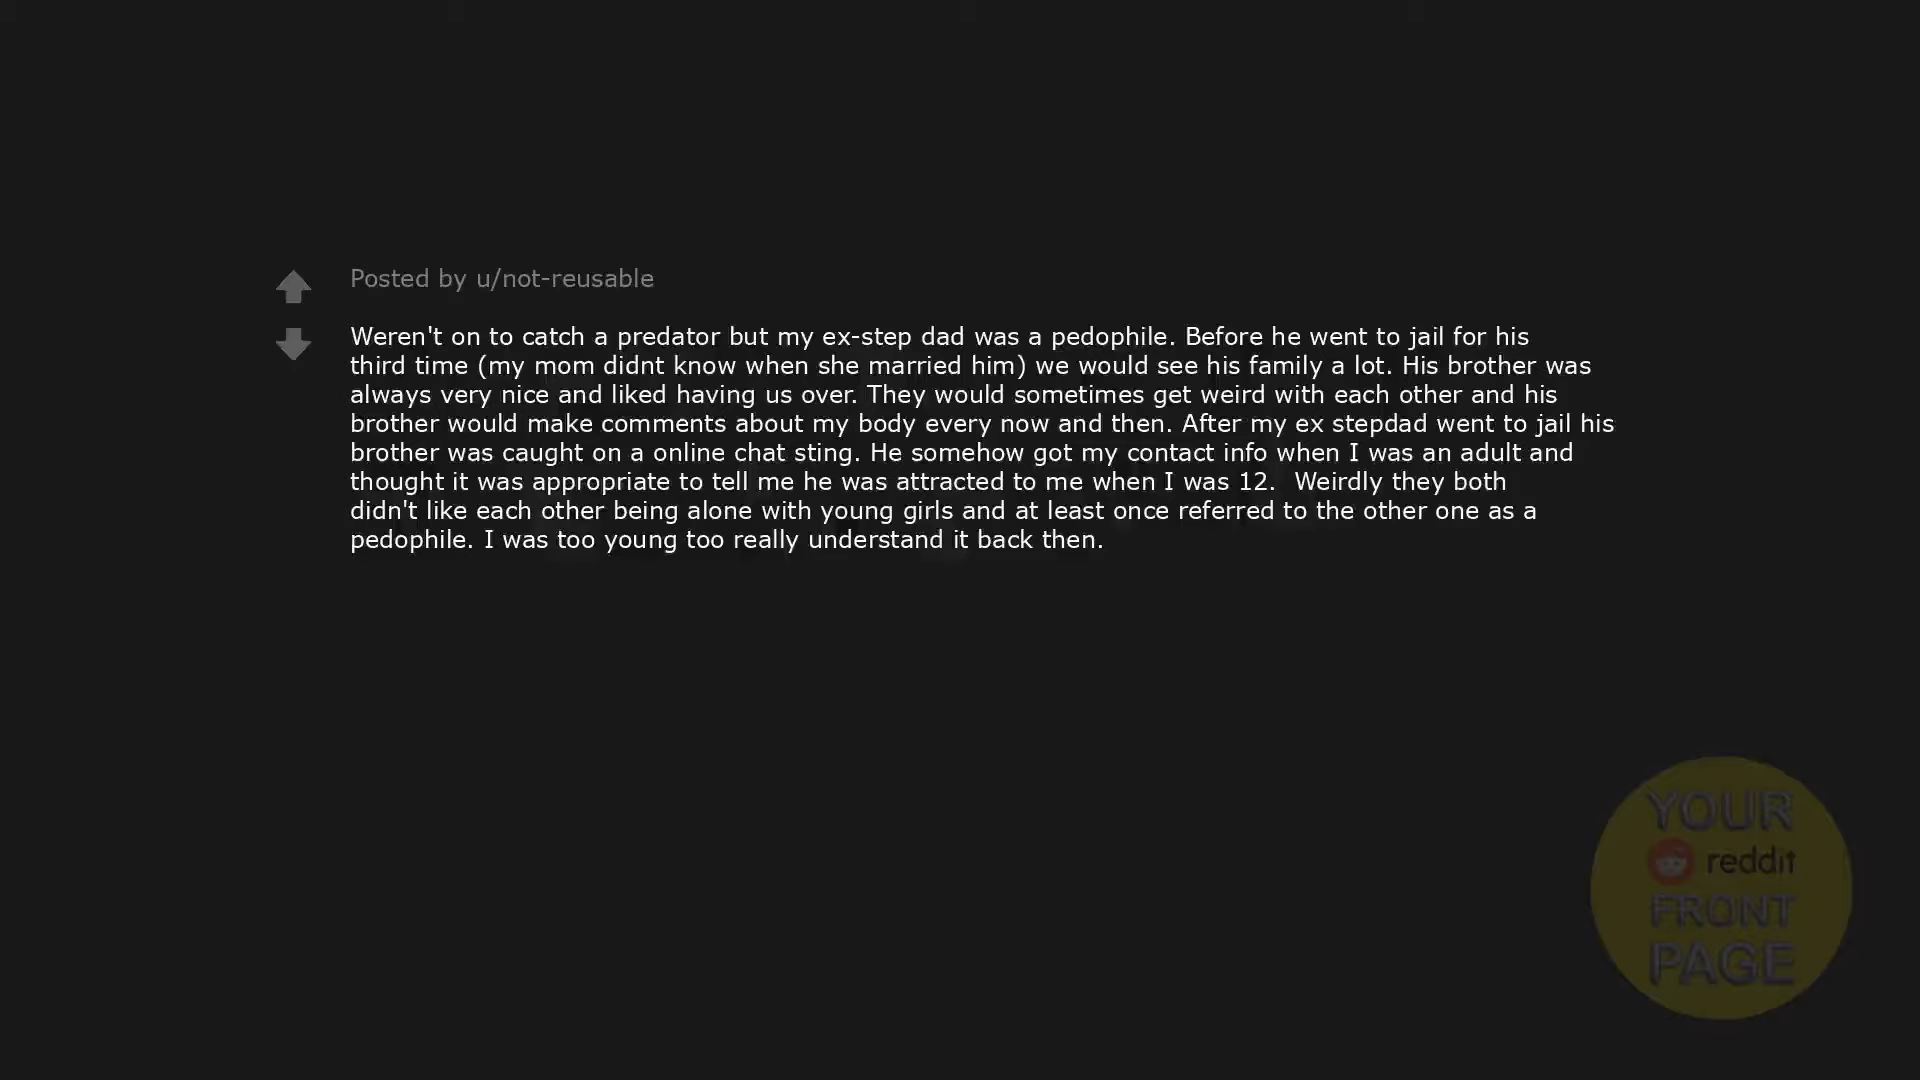 Posted by u/not-reusable
Weren't on to catch a predator but my ex-step dad was a pedophile. Before he went to jail for his
third time (my mom didnt know when she married him) we would see his family a lot. His brother was
always very nice and liked having us over. They would sometimes get weird with each other and his
brother would make comments about my body every now and then. After my ex stepdad went to jail his
brother was caught on a online chat sting. He somehow got my contact info when I was an adult and
thought it was appropriate to tell me he was attracted to me when I was 12.  Weirdly they both
didn't like each other being alone with young girls and at least once referred to the other one as a
pedophile. I was too young too really understand it back then.
YOUR
reddit
FRONT
PAGE